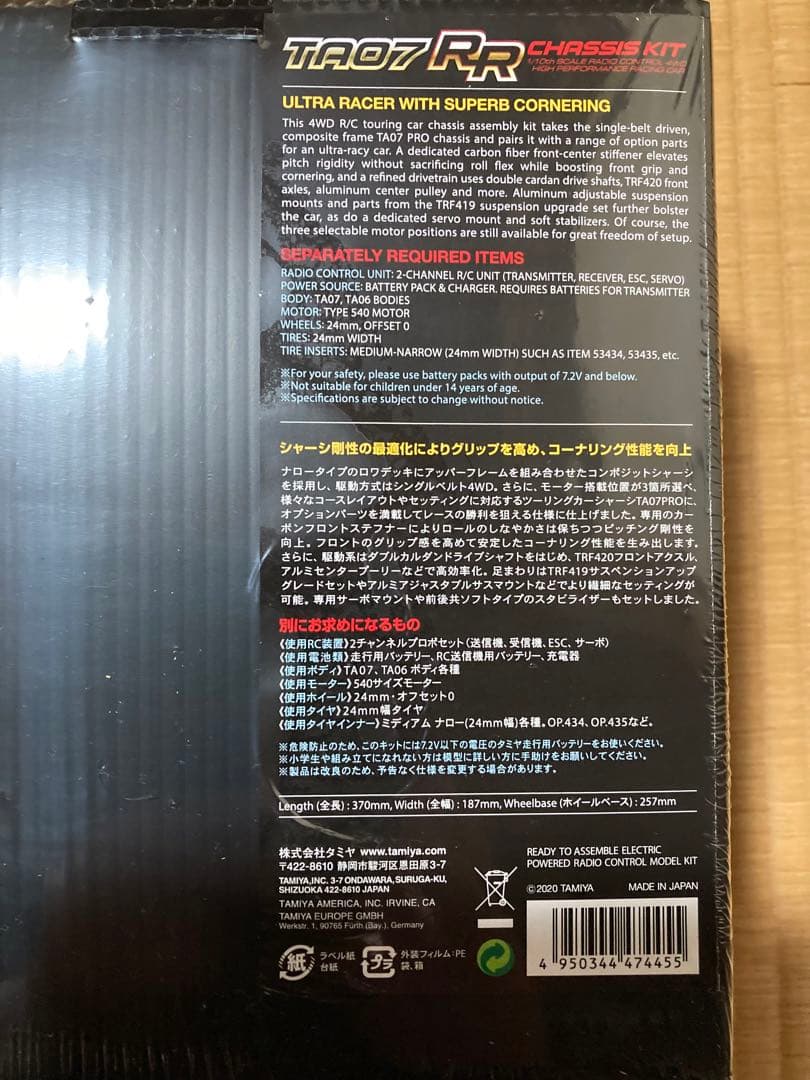 TA07 RR CHASSIS KIT
1/10th SCALE RADIO CONTROL 4WD
HIGH PERFORMANCE RACING CAR
ULTRA RACER WITH SUPERB CORNERING
This 4WD R/C touring car chassis assembly kit takes the single-belt driven,
composite frame TA07 PRO chassis and pairs it with a range of option parts
for an ultra-racy car. A dedicated carbon fiber front-center stiffener elevates
pitch rigidity without sacrificing roll flex while boosting front grip and
cornering, and a refined drivetrain uses double cardan drive shafts, TRF420 front
axles, aluminum center pulley and more. Aluminum adjustable suspension
mounts and parts from the TRF419 suspension upgrade set further bolster
the car, as do a dedicated servo mount and soft stabilizers. Of course, the
three selectable motor positions are still available for great freedom of setup.
SEPARATELY REQUIRED ITEMS
RADIO CONTROL UNIT: 2-CHANNEL R/C UNIT (TRANSMITTER, RECEIVER, ESC, SERVO)
POWER SOURCE: BATTERY PACK & CHARGER. REQUIRES BATTERIES FOR TRANSMITTER
BODY: TA07, TA06 BODIES
MOTOR: TYPE 540 MOTOR
WHEELS: 24mm, OFFSET 0
TIRES: 24mm WIDTH
TIRE INSERTS: MEDIUM-NARROW (24mm WIDTH) SUCH AS ITEM 53434, 53435, etc.
※For your safety, please use battery packs with output of 7.2V and below.
※Not suitable for children under 14 years of age.
※Specifications are subject to change without notice.
シャーシ剛性の最適化によりグリップを高め、コーナリング性能を向上
ナロータイプのロワデッキにアッパーフレームを組み合わせたコンポジットシャーシ
を採用し、駆動方式はシングルベルト4WD。さらに、モーター搭載位置が3箇所選べ、
様々なコースレイアウトやセッティングに対応するツーリングカーシャーシTA07PROに、
オプションパーツを満載してレースの勝利を狙える仕様に仕上げました。専用のカー
ボンフロントステフナーによりロールのしなやかさは保ちつつピッチング剛性を
向上。フロントのグリップ感を高めて安定したコーナリング性能を生み出します。
さらに、駆動系はダブルカルダンドライブシャフトをはじめ、TRF420フロントアクスル、
アルミセンタープーリーなどで高効率化。足まわりはTRF419サスペンションアップ
グレードセットやアルミアジャスタブルサスマウントなどでより繊細なセッティングが
可能。専用サーボマウントや前後共ソフトタイプのスタビライザーもセットしました。
別にお求めになるもの
《使用RC装置》2チャンネルプロポセット(送信機、受信機、ESC、サーボ)
《使用電池類》走行用バッテリー、RC送信機用バッテリー、充電器
《使用ボディ》TA07、TA06 ボディ各種
《使用モーター》540サイズモーター
《使用ホイール》24mm・オフセット0
《使用タイヤ》24mm幅タイヤ
《使用タイヤインナー》ミディアム ナロー(24mm幅)各種。OP.434、OP.435など。
※危険防止のため、このキットには7.2V以下の電圧のタミヤ走行用バッテリーをお使いください。
※小学生や組み立てになれない方は模型に詳しい方に手助けをお願いしてください。
※製品は改良のため、予告なく仕様を変更する場合があります。
Length (全長) : 370mm, Width (全幅) : 187mm, Wheelbase (ホイールベース) : 257mm
株式会社タミヤ www.tamiya.com
〒422-8610 静岡市駿河区恩田原3-7
TAMIYA,INC. 3-7 ONDAWARA, SURUGA-KU,
SHIZUOKA 422-8610 JAPAN
TAMIYA AMERICA, INC. IRVINE, CA
TAMIYA EUROPE GMBH
Werkstr. 1, 90765 Fürth (Bay.), Germany
READY TO ASSEMBLE ELECTRIC
POWERED RADIO CONTROL MODEL KIT
©2020 TAMIYA MADE IN JAPAN
4 950344 474455
紙 ラベル紙
台紙
プラ 外装フィルム:PE
袋、箱